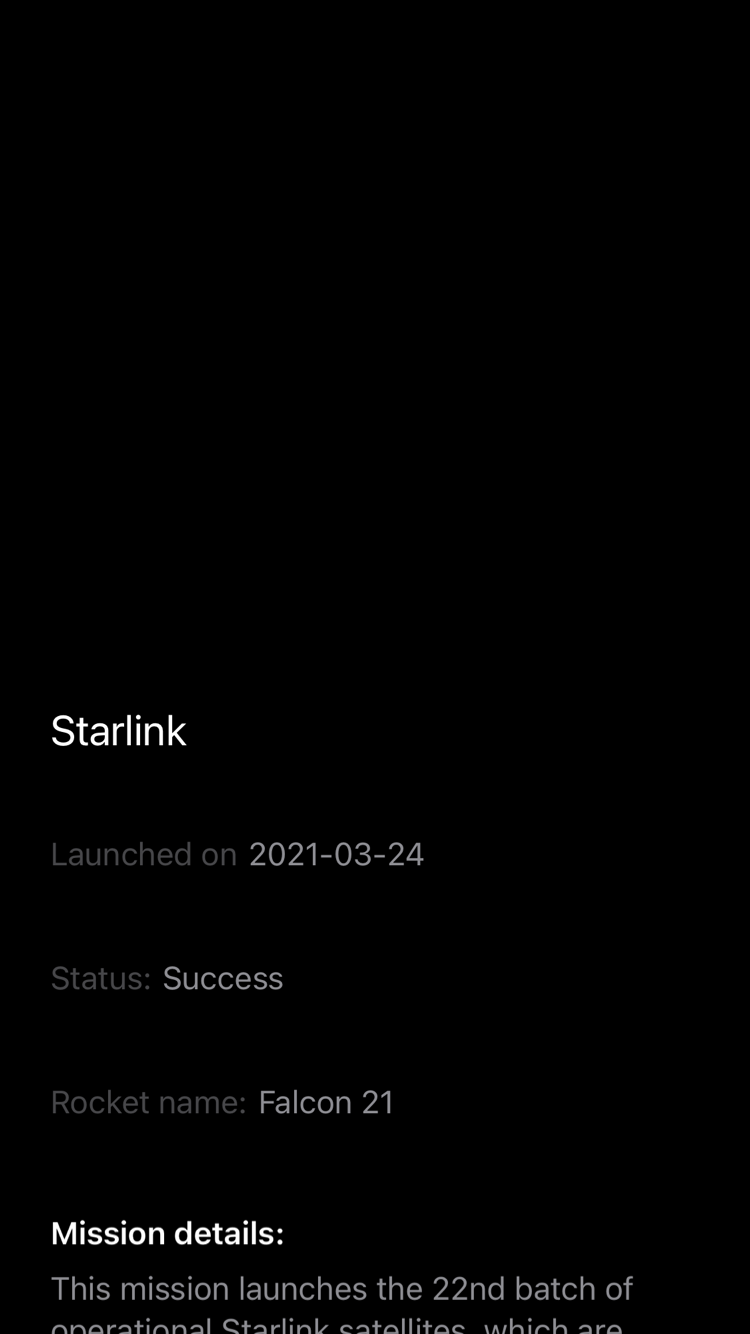 Starlink
Launched on 2021-03-24
Status: Success
Rocket name: Falcon 21
Mission details:
This mission launches the 22nd batch of
operational Starlink satellites, which are